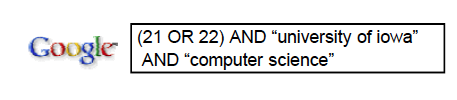 Google (21 OR 22) AND “university of iowa”
AND “computer science”